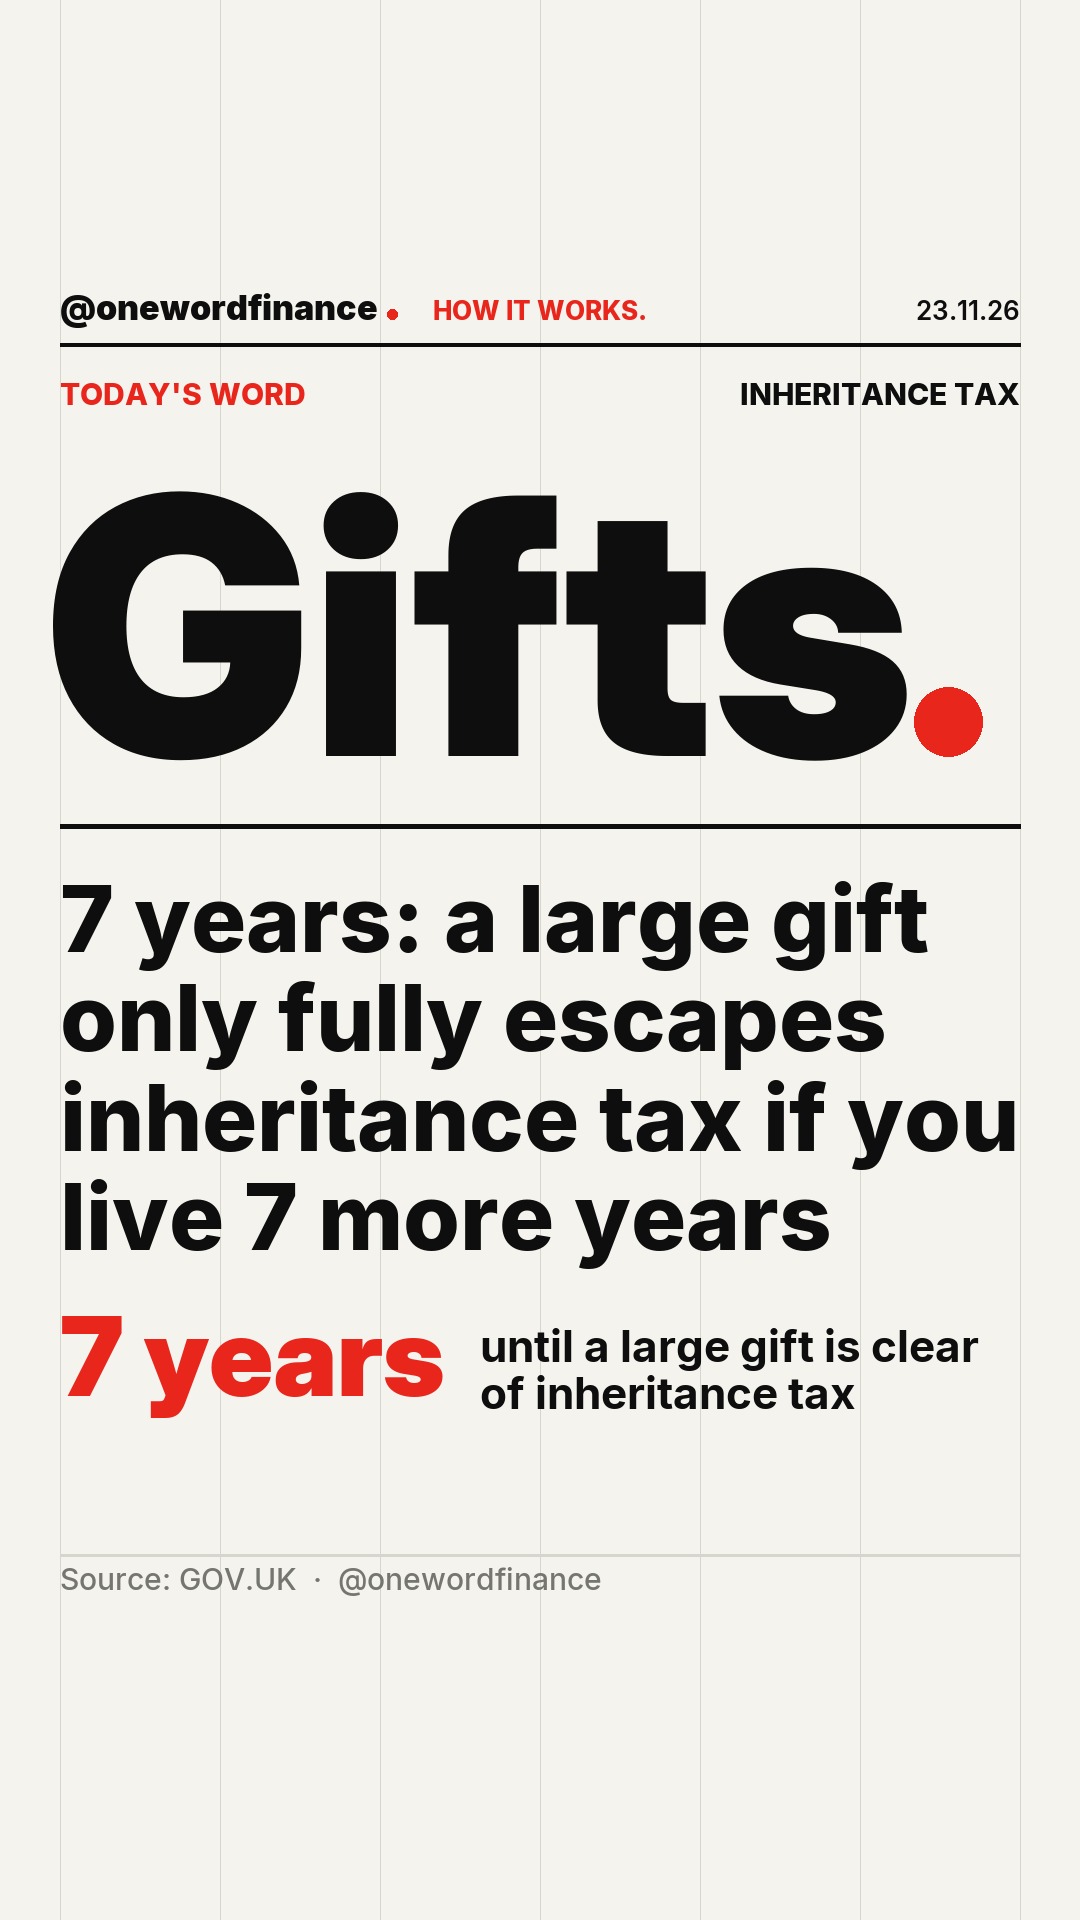 @onewordfinance. HOW IT WORKS. 23.11.26
TODAY'S WORD INHERITANCE TAX
Gifts.
7 years: a large gift
only fully escapes
inheritance tax if you
live 7 more years
7 years until a large gift is clear
of inheritance tax
Source: GOV.UK · @onewordfinance